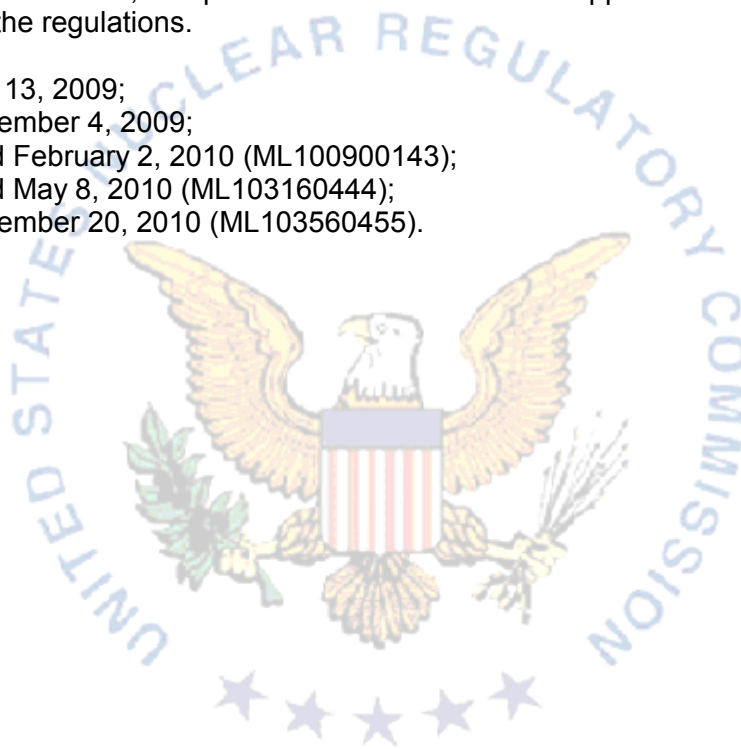 the regulations.
13, 2009;
ember 4, 2009;
d February 2, 2010 (ML100900143);
d May 8, 2010 (ML103160444);
ember 20, 2010 (ML103560455).
UNITED STATES NUCLEAR REGULATORY COMMISSION